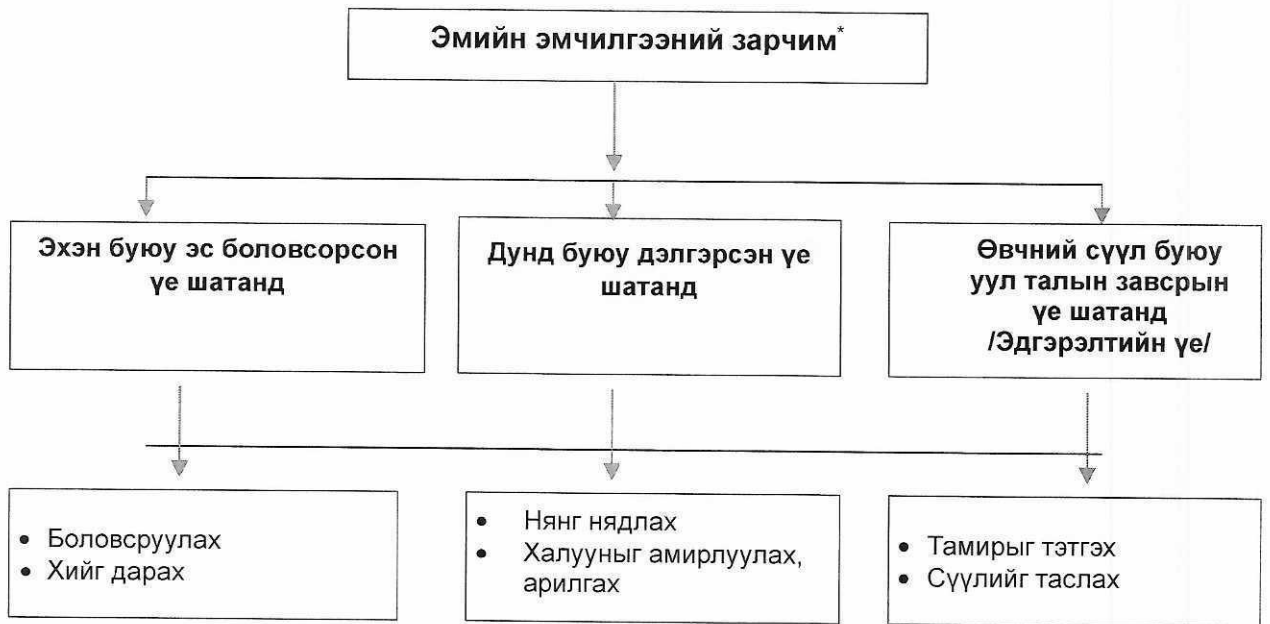 Эмийн эмчилгээний зарчим*
Эхэн буюу эс боловсорсон
үе шатанд
Дунд буюу дэлгэрсэн үе
шатанд
Өвчний сүүл буюу
уул талын завсрын
үе шатанд
/Эдгэрэлтийн үе/
• Боловсруулах
• Хийг дарах
• Нянг нядлах
• Халууныг амирлуулах,
арилгах
• Тамирыг тэтгэх
• Сүүлийг таслах